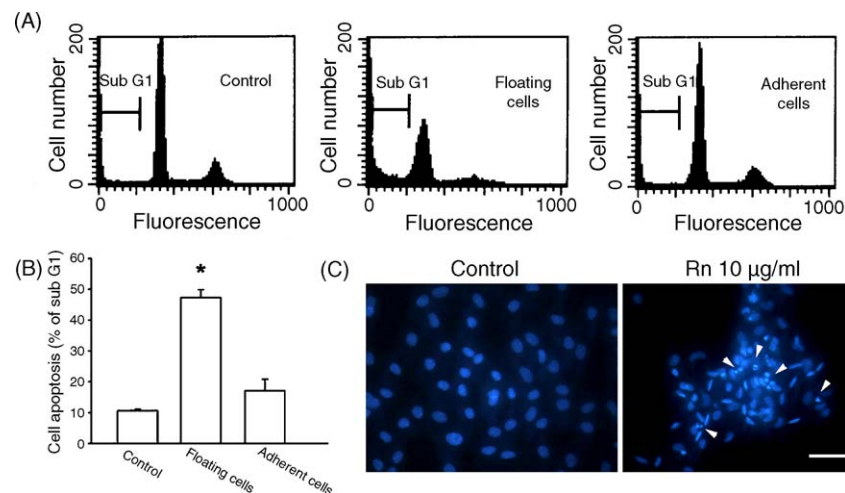 (A)
200
Cell number
0
Sub G1
Control
0
1000
Fluorescence
200
Cell number
0
Sub G1
Floating
cells
0
1000
Fluorescence
200
Cell number
0
Sub G1
Adherent
cells
0
1000
Fluorescence
(B)
Cell apoptosis (% of sub G1)
60
50
40
30
20
10
0
*
Control
Floating cells
Adherent cells
(C)
Control
Rn 10 µg/ml